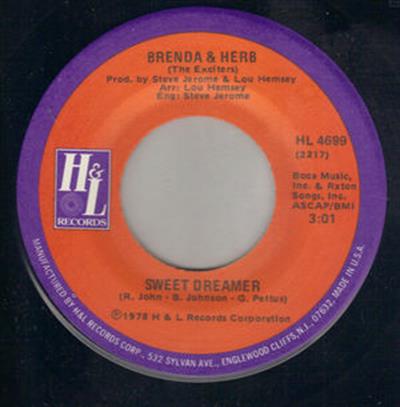 BRENDA & HERB
(The Exciters)
Prod. by Steve Jerome & Lou Hemsey
Arr: Lou Hemsey
Eng: Steve Jerome
HL 4699
(2217)
H&L
RECORDS
Boca Music,
Inc. & Rxton
Songs, Inc.
ASCAP/BMI
3:01
SWEET DREAMER
(R. John - B. Johnson - G. Pettus)
℗1978 H & L Records Corporation
MANUFACTURED BY H&L RECORDS CORP., 532 SYLVAN AVE., ENGLEWOOD CLIFFS, N.J., 07632, MADE IN U.S.A.